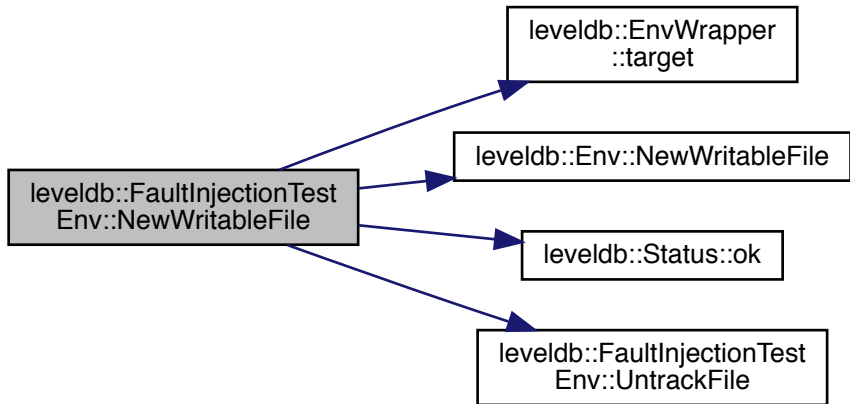 leveldb::EnvWrapper
::target
leveldb::Env::NewWritableFile
leveldb::FaultInjectionTest
Env::NewWritableFile
leveldb::Status::ok
leveldb::FaultInjectionTest
Env::UntrackFile